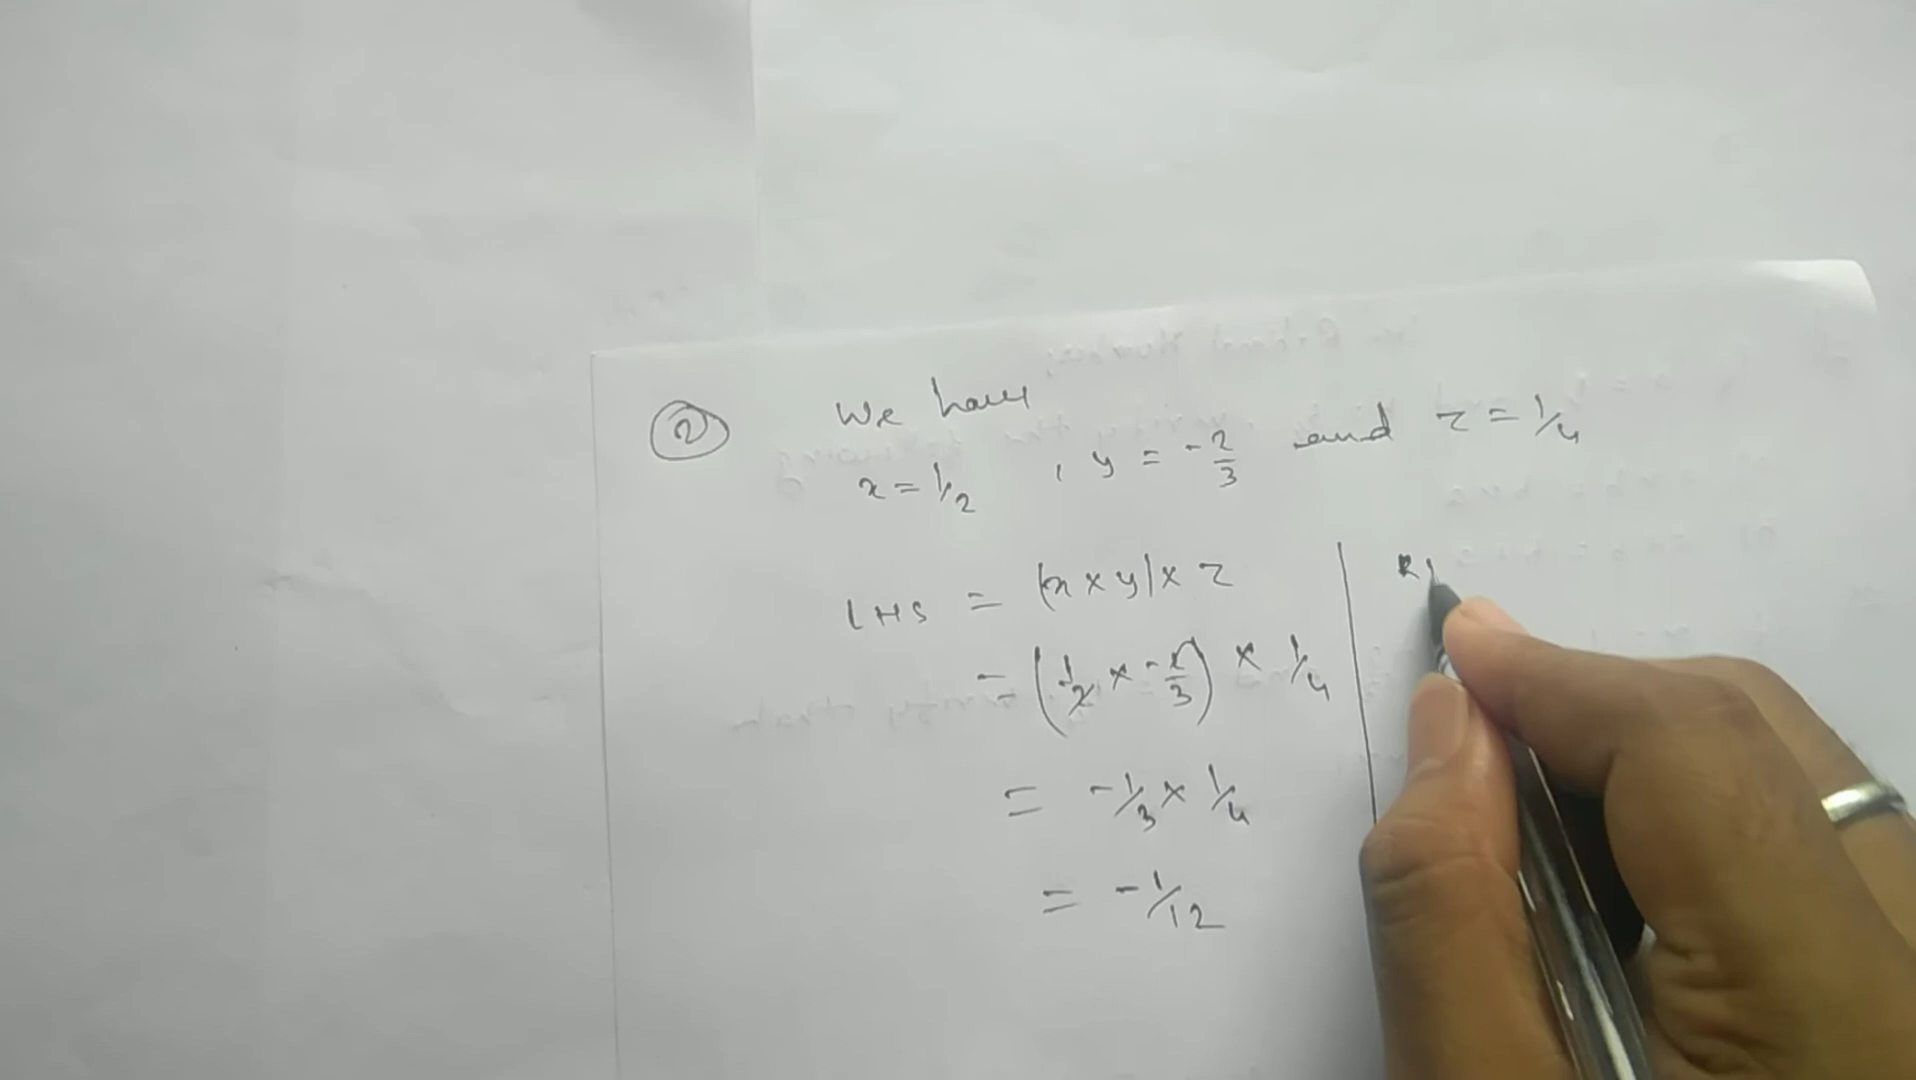 ② We have
x = 1/2 , y = -2/3 and z = 1/4
LHS = (x × y) × z
= (1/2 × -2/3) × 1/4
= -1/3 × 1/4
= -1/12